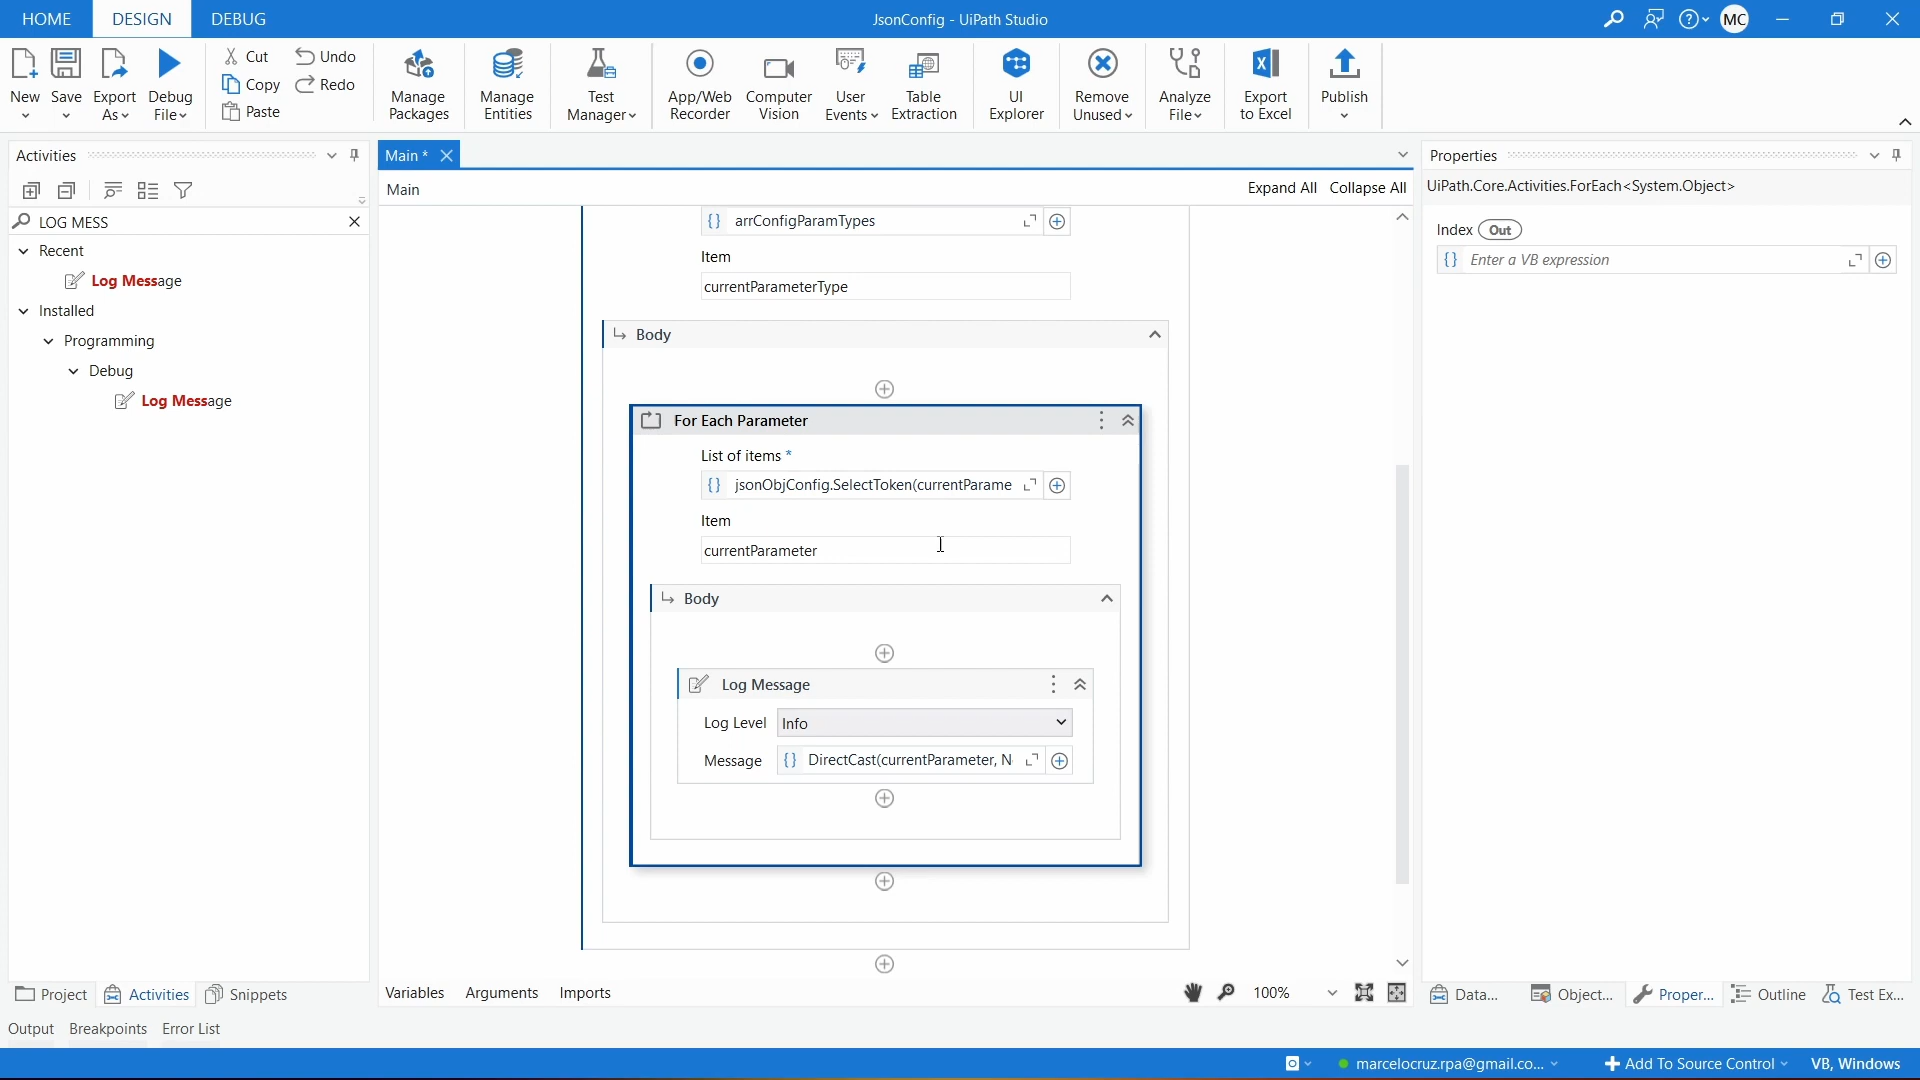 HOME DESIGN DEBUG
JsonConfig - UiPath Studio
MC
New
Save
Export As
Debug File
Cut
Copy
Paste
Undo
Redo
Manage Packages
Manage Entities
Test Manager
App/Web Recorder
Computer Vision
User Events
Table Extraction
UI Explorer
Remove Unused
Analyze File
Export to Excel
Publish
Activities
LOG MESS
Recent
Log Message
Installed
Programming
Debug
Log Message
Main *
Main
Expand All Collapse All
{} arrConfigParamTypes
Item
currentParameterType
Body
For Each Parameter
List of items *
{} jsonObjConfig.SelectToken(currentParame
Item
currentParameter
Body
Log Message
Log Level Info
Message {} DirectCast(currentParameter, N
Properties
UiPath.Core.Activities.ForEach<System.Object>
Index Out
{} Enter a VB expression
Project Activities Snippets
Variables Arguments Imports
100%
Data... Object... Proper... Outline Test Ex...
Output Breakpoints Error List
marcelocruz.rpa@gmail.co...
Add To Source Control
VB, Windows